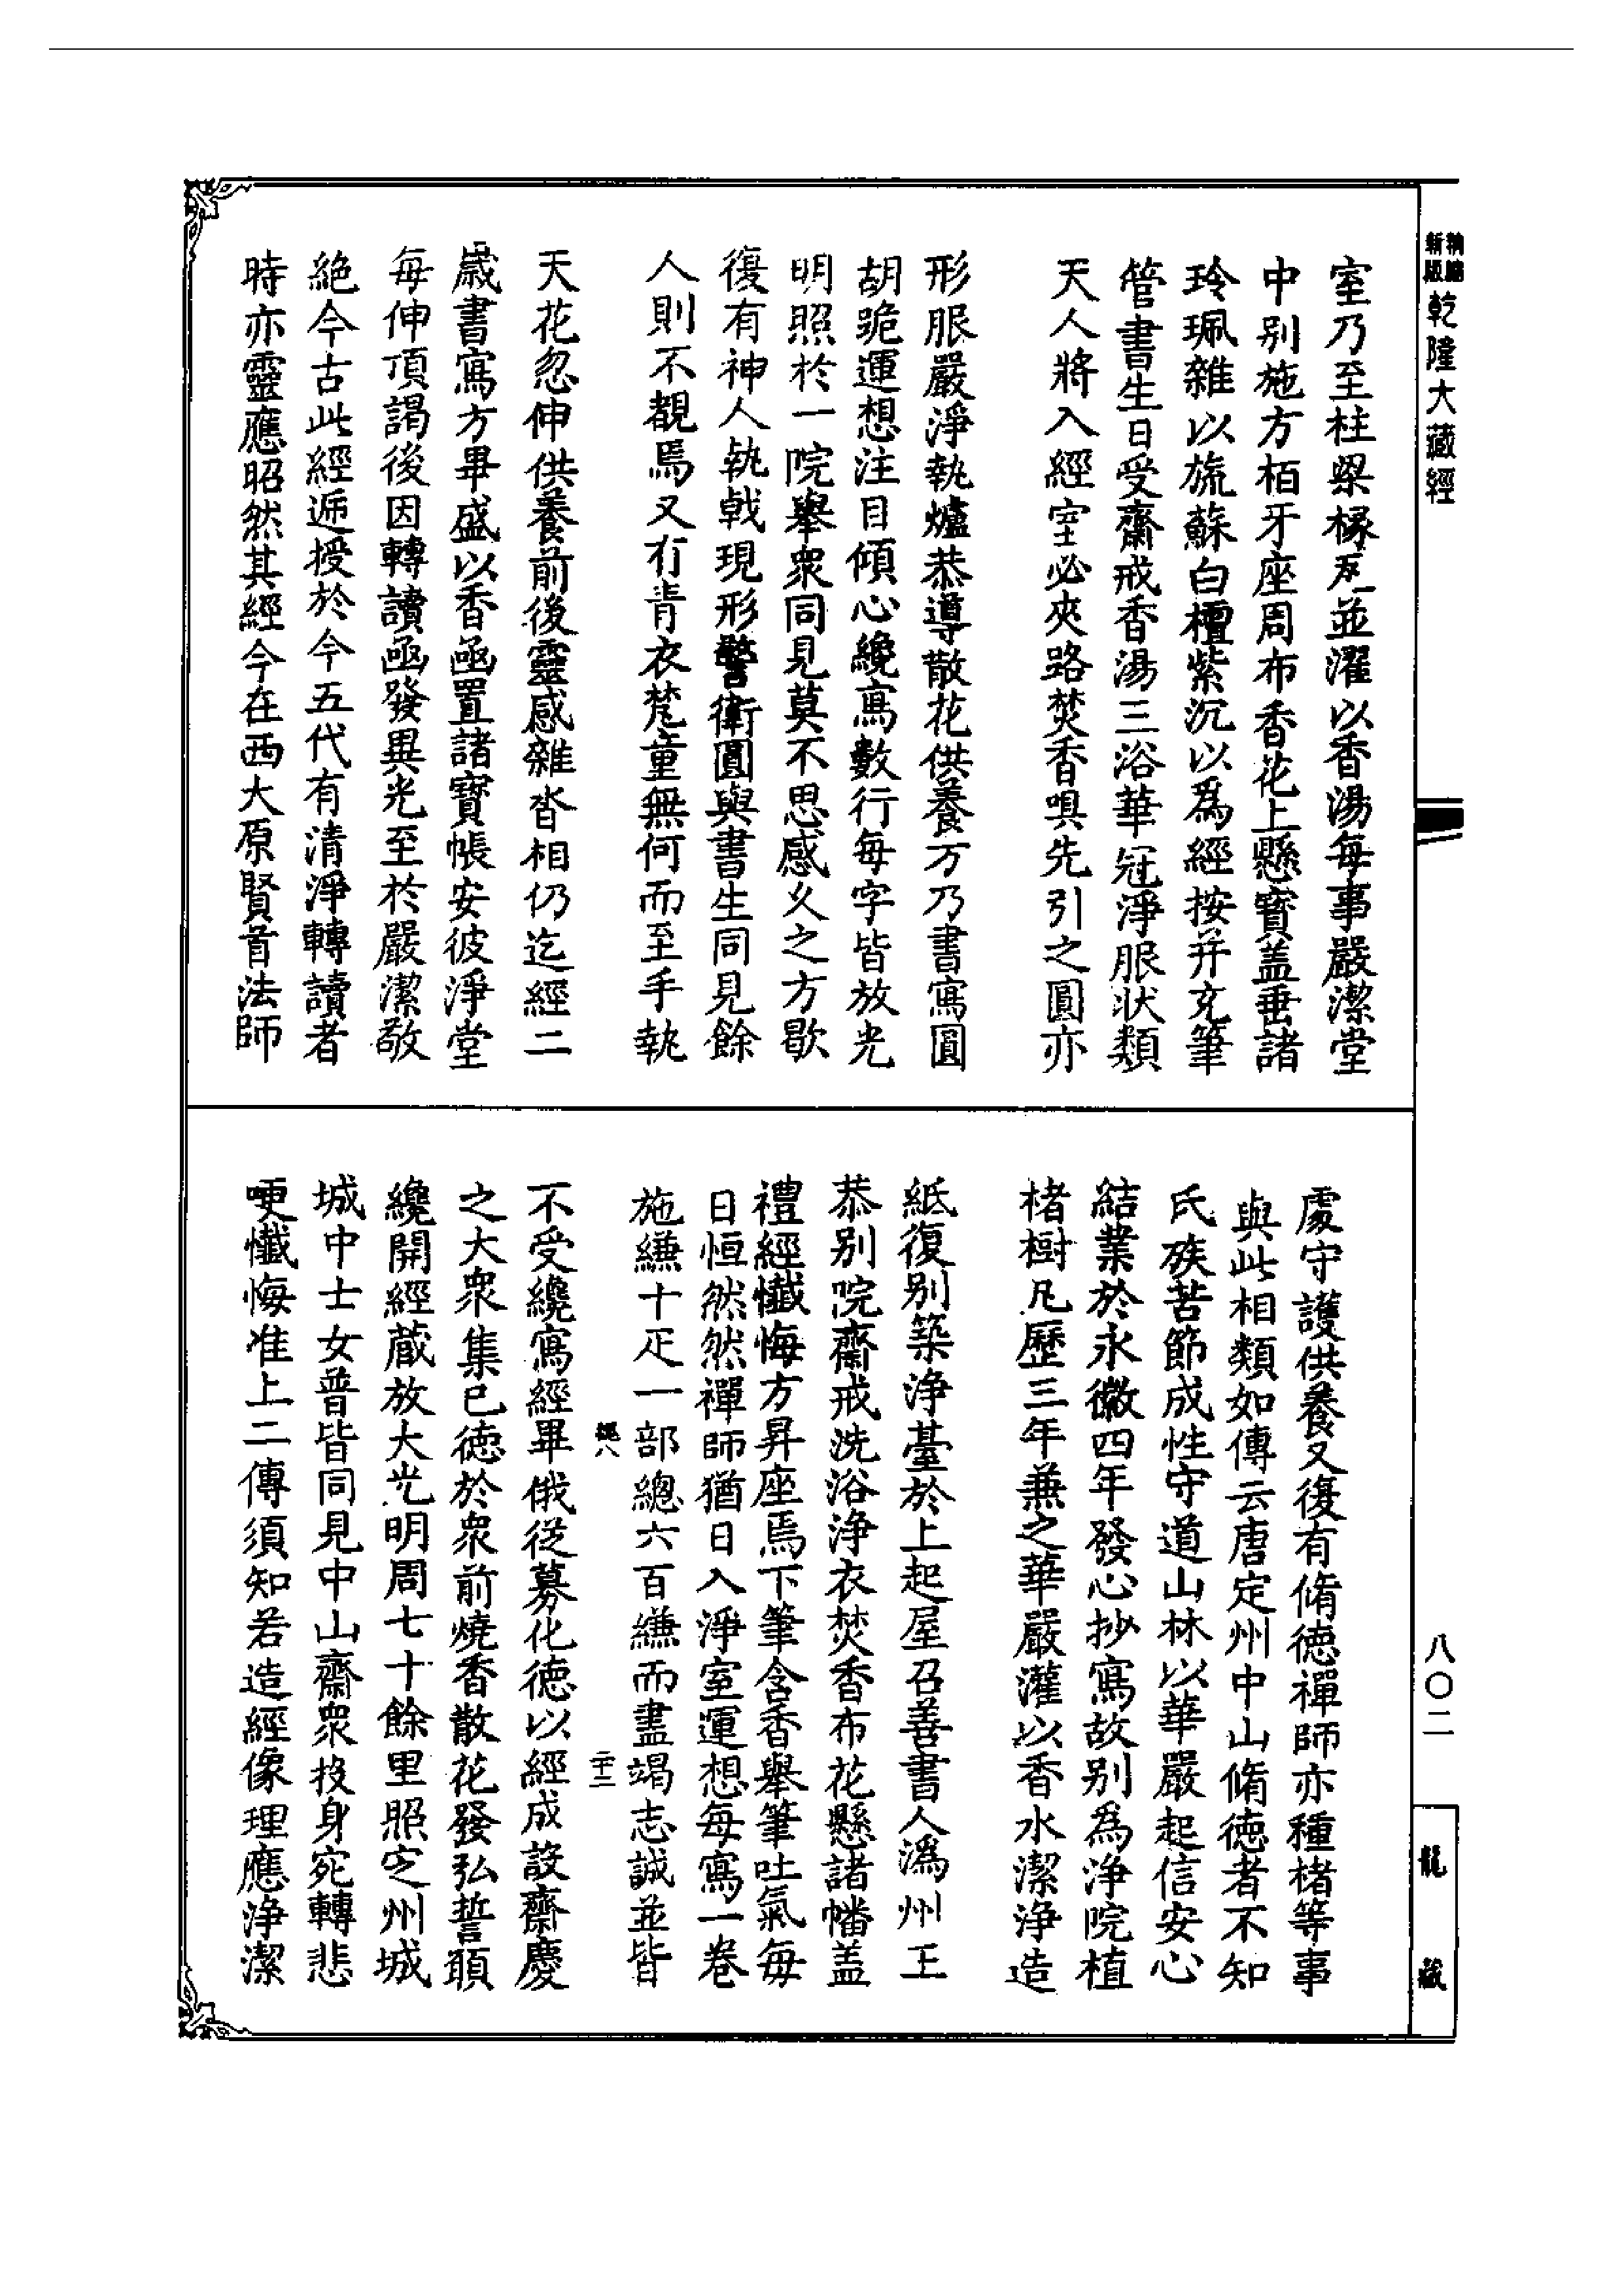 精縮新版乾隆大藏經
室乃至柱梁椽瓦並濯以香湯每事嚴潔堂
中别施方栢牙座周布香花上懸寳盖垂諸
玲珮雜以旒蘇白檀紫沉以為經按并充筆
管書生日受齋戒香湯三浴華冠淨服狀類
天人將入經室必夾路焚香唄先引之圓亦
形服嚴淨執爐恭導散花供養方乃書寫圓
胡跪運想注目傾心纔寫數行每字皆放光
明照於一院舉衆同見莫不思感久之方歇
復有神人執戟現形警衛圓與書生同見餘
人則不覩焉又有青衣梵童無何而至手執
天花忽伸供養前後靈感雜沓相仍迄經二
歲書寫方畢盛以香函置諸寳帳安彼淨堂
每伸頂謁後因轉讀函發異光至於嚴潔敬
絕今古此經遞授於今五代有清淨轉讀者
時亦靈應昭然其經今在西大原賢首法師
處守護供養又復有脩德禪師亦種楮等事
與此相類如傳云唐定州中山脩德者不知
氏族苦節成性守道山林以華嚴起信安心
結業於永徽四年發心抄寫故别為淨院植
楮樹凡歷三年兼之華嚴灌以香水潔淨造
紙復别築淨臺於上起屋召善書人溈州王
恭别院齋戒洗浴淨衣焚香布花懸諸幡盖
禮經懺悔方昇座焉下筆含香舉筆吐氣每
日恒然然禪師猶日入淨室運想每寫一卷
施縑十疋一部總六百縑而盡竭志誠並皆
不受纔寫經畢俄從募化德以經成設齋慶
之大衆集已德於衆前燒香散花發弘誓願
纔開經藏放大光明周七十餘里照定州城
城中士女普皆同見中山齋衆投身宛轉悲
哽懺悔准上二傳須知若造經像理應淨潔
八〇二
龍藏